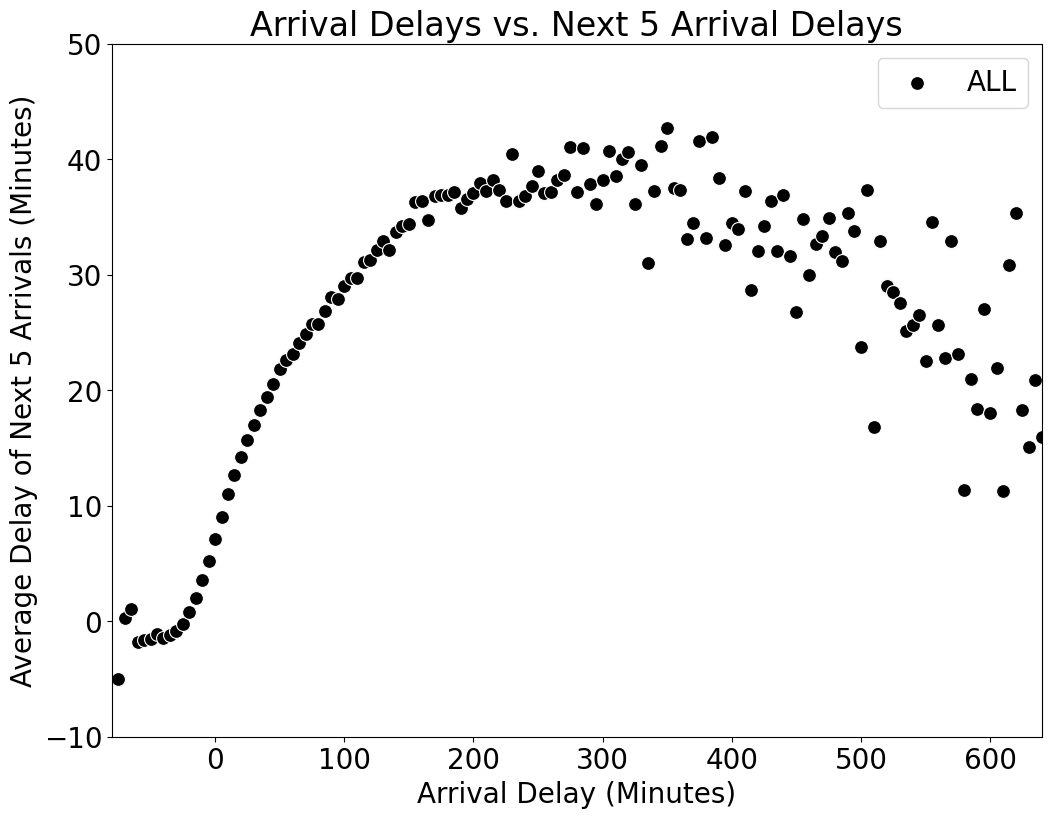 Arrival Delays vs. Next 5 Arrival Delays
ALL
Average Delay of Next 5 Arrivals (Minutes)
50
40
30
20
10
0
−10
0 100 200 300 400 500 600
Arrival Delay (Minutes)